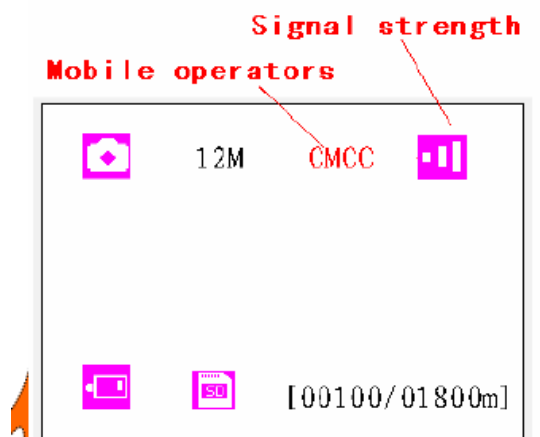 Signal strength
Mobile operators
12M CMCC
SD [00100/01800m]